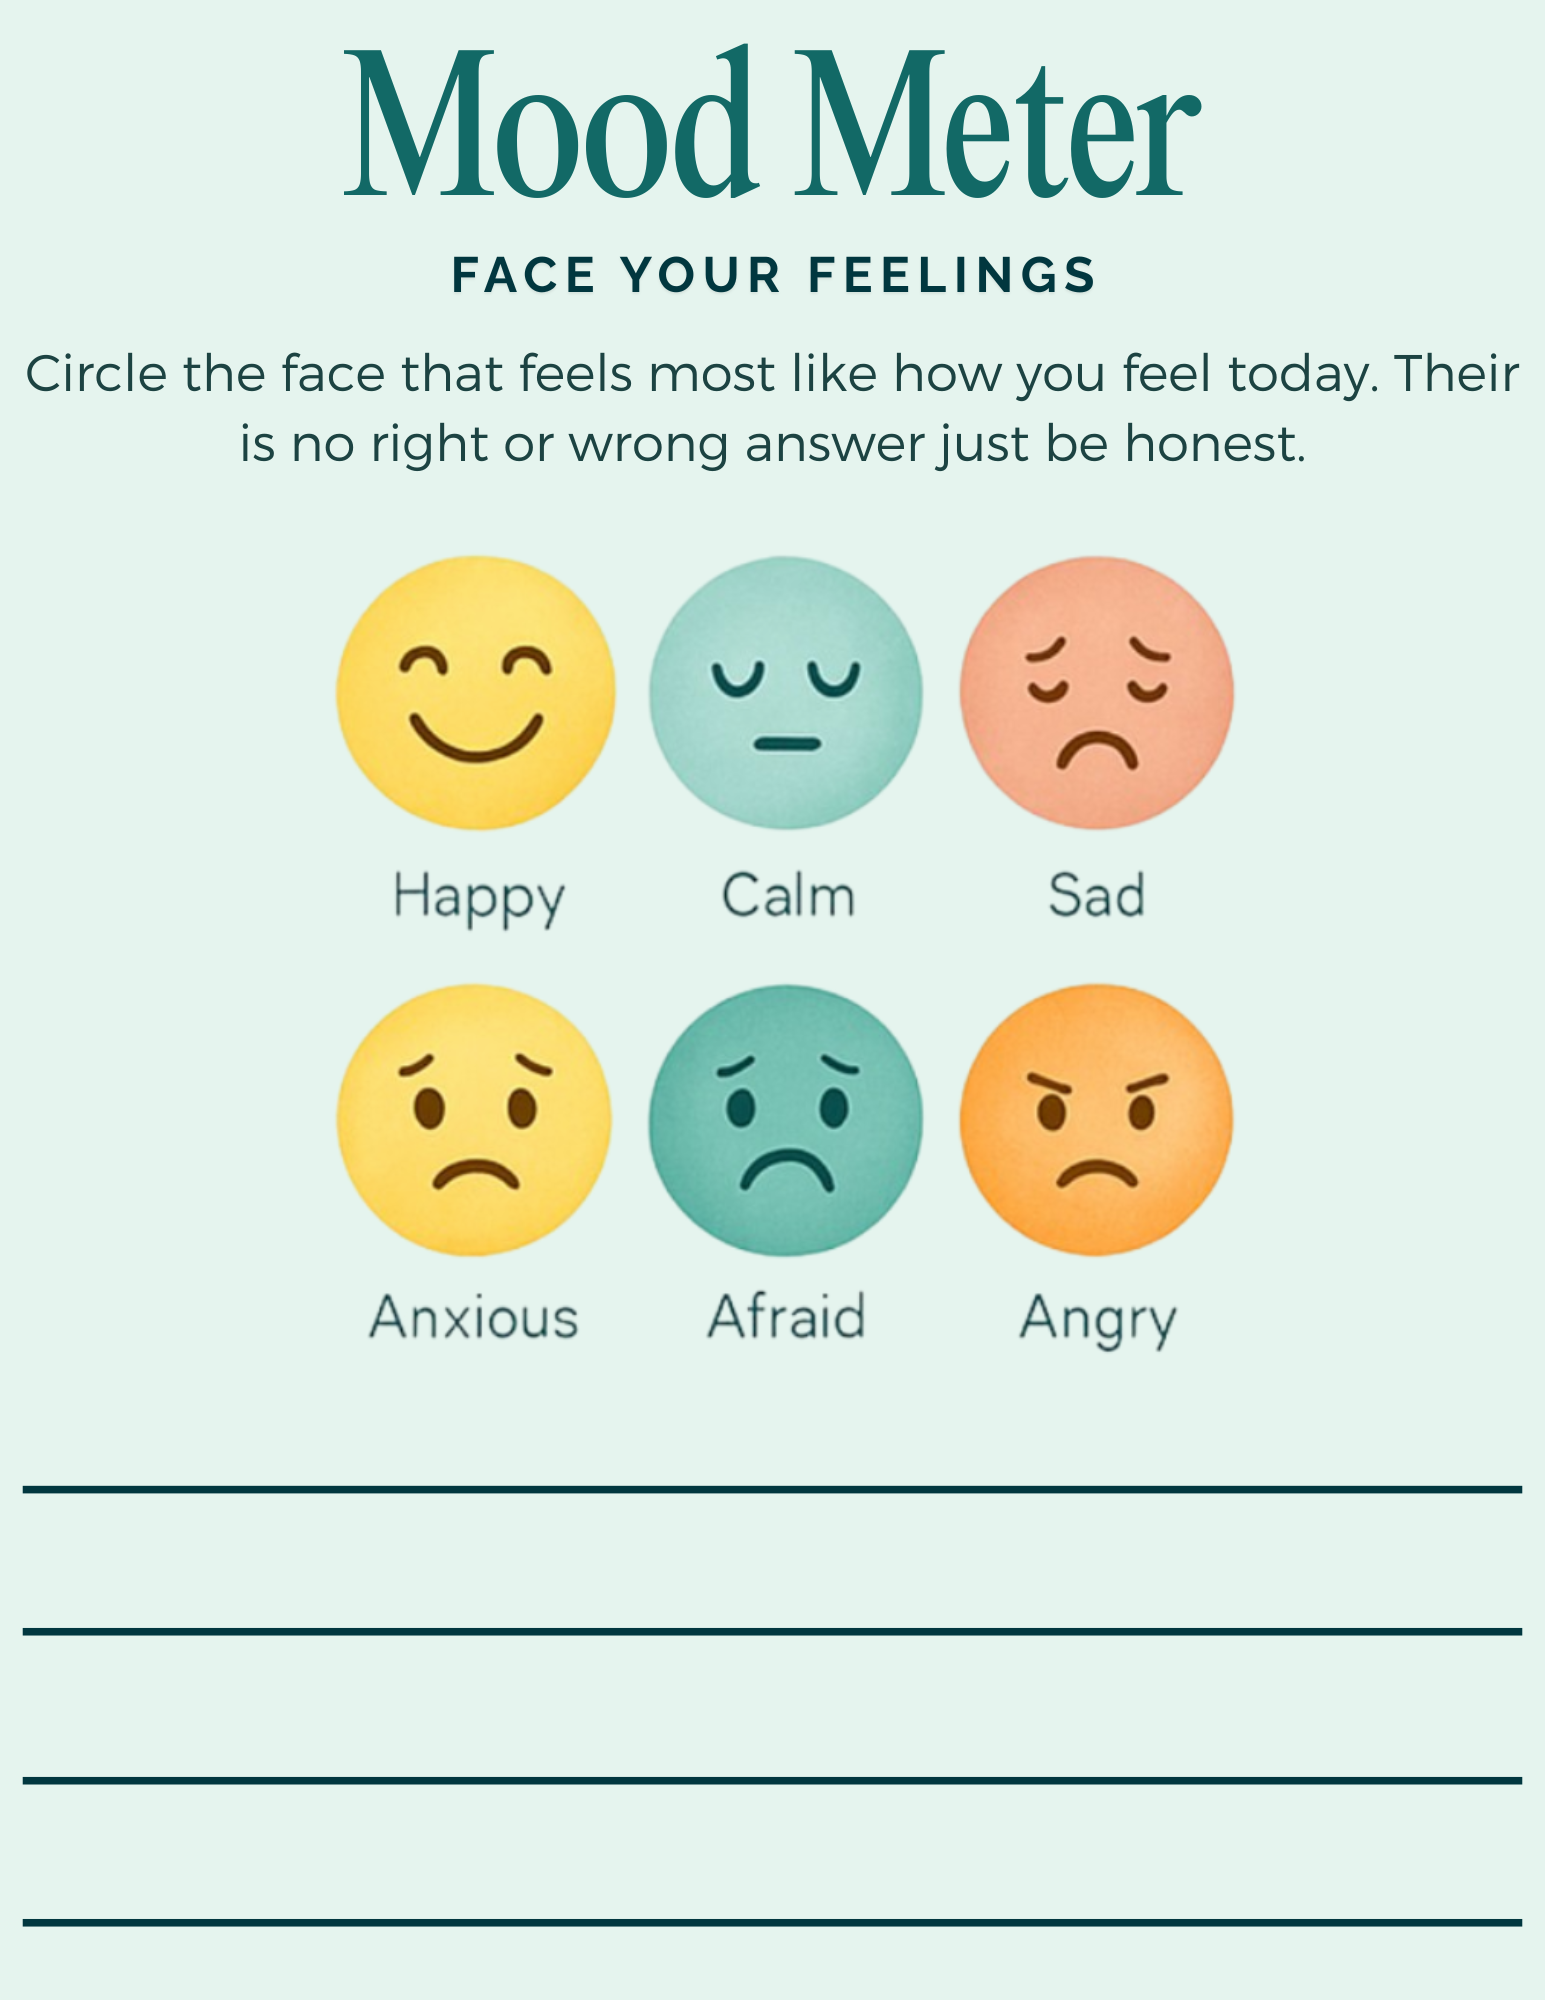 Mood Meter
FACE YOUR FEELINGS
Circle the face that feels most like how you feel today. Their
is no right or wrong answer just be honest.
Happy Calm Sad
Anxious Afraid Angry